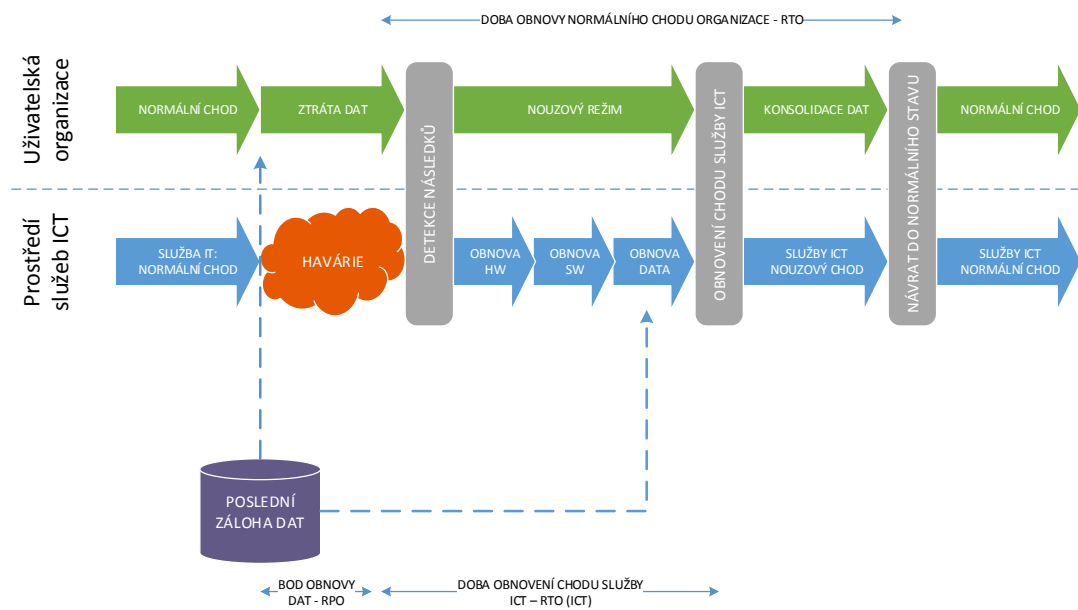 DOBA OBNOVY NORMÁLNÍHO CHODU ORGANIZACE - RTO
Uživatelská
organizace
NORMÁLNÍ CHOD
ZTRÁTA DAT
DETEKCE NÁSLEDKŮ
NOUZOVÝ REŽIM
OBNOVENÍ CHODU SLUŽBY ICT
KONSOLIDACE DAT
NÁVRAT DO NORMÁLNÍHO STAVU
NORMÁLNÍ CHOD
Prostředí
služeb ICT
SLUŽBA IT:
NORMÁLNÍ CHOD
HAVÁRIE
OBNOVA
HW
OBNOVA
SW
OBNOVA
DATA
SLUŽBY ICT
NOUZOVÝ CHOD
SLUŽBY ICT
NORMÁLNÍ CHOD
POSLEDNÍ
ZÁLOHA DAT
BOD OBNOVY
DAT - RPO
DOBA OBNOVENÍ CHODU SLUŽBY
ICT – RTO (ICT)